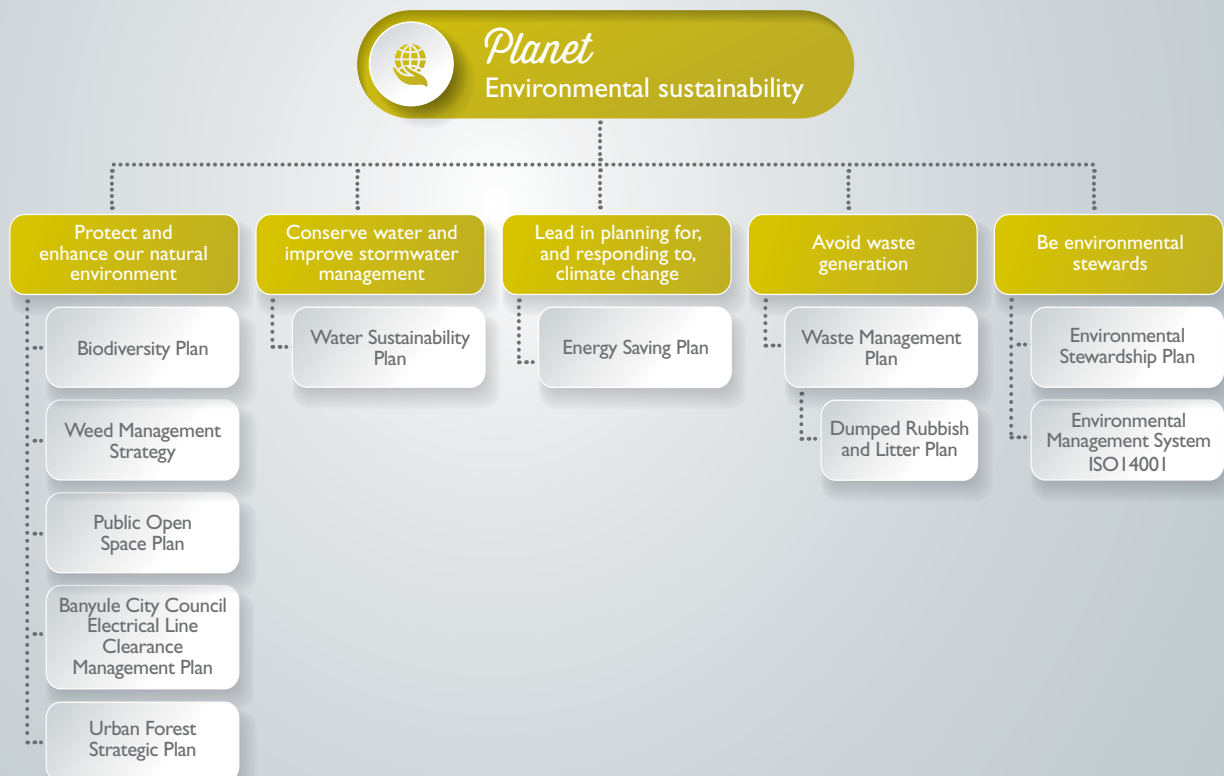 Planet
Environmental sustainability
Protect and
enhance our natural
environment
Biodiversity Plan
Weed Management
Strategy
Public Open
Space Plan
Banyule City Council
Electrical Line
Clearance
Management Plan
Urban Forest
Strategic Plan
Conserve water and
improve stormwater
management
Water Sustainability
Plan
Lead in planning for,
and responding to,
climate change
Energy Saving Plan
Avoid waste
generation
Waste Management
Plan
Dumped Rubbish
and Litter Plan
Be environmental
stewards
Environmental
Stewardship Plan
Environmental
Management System
ISO14001